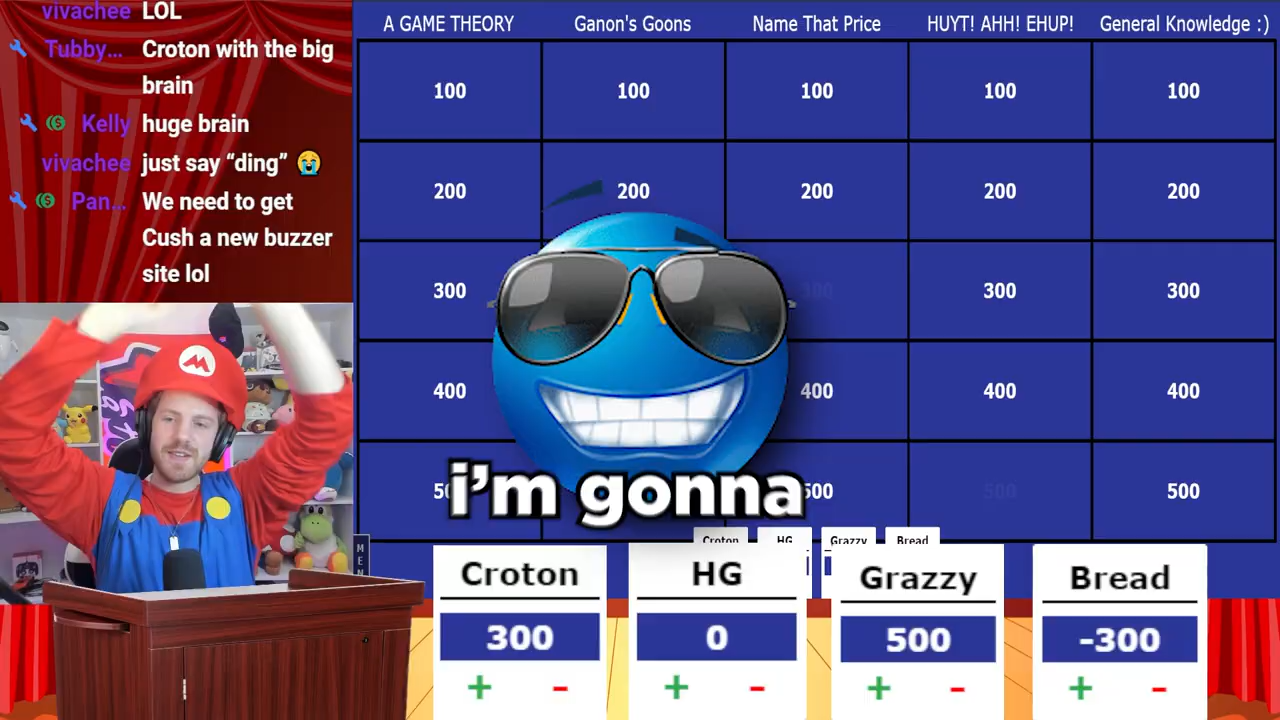 vivachee LOL
Tubby... Croton with the big
brain
Kelly huge brain
vivachee just say “ding” 😭
Pan... We need to get
Cush a new buzzer
site lol
A GAME THEORY Ganon's Goons Name That Price HUYT! AHH! EHUP! General Knowledge :)
100 100 100 100 100
200 200 200 200 200
300 300 300 300
400 400 400 400
500 500 500
i'm gonna
M
E
N
Croton HG Grazzy Bread
Croton HG Grazzy Bread
300 0 500 -300
+ - + - + - + -